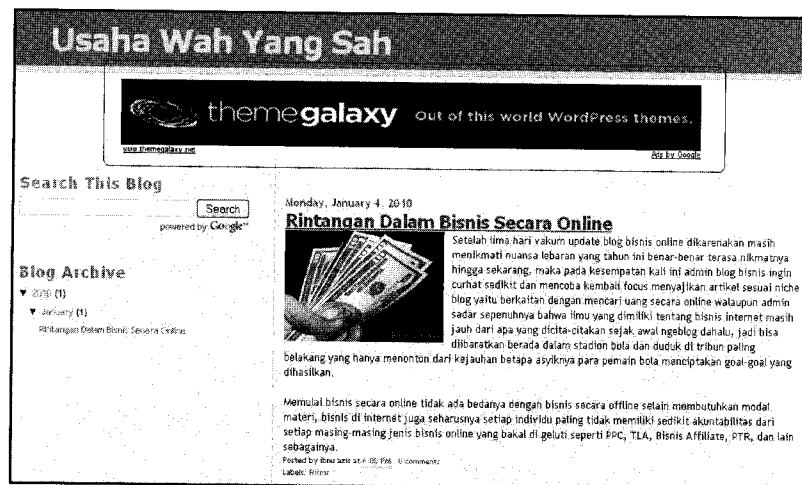 Usaha Wah Yang Sah
themegalaxy Out of this world WordPress themes.
www.themegalaxy.net
Ads by Google
Search This Blog
Search
powered by Google™
Blog Archive
▼ 2010 (1)
▼ January (1)
Rintangan Dalam Bisnis Secara Online
Monday, January 4, 2010
Rintangan Dalam Bisnis Secara Online
Setelah lima hari vakum update blog bisnis online dikarenakan masih
menikmati nuansa lebaran yang tahun ini benar-benar terasa nikmatnya
hingga sekarang, maka pada kesempatan kali ini admin blog bisnis ingin
curhat sedikit dan mencoba kembali focus menyajikan artikel sesuai niche
blog yaitu berkaitan dengan mencari uang secara online walaupun admin
sadar sepenuhnya bahwa ilmu yang dimiliki tentang bisnis internet masih
jauh dari apa yang dicita-citakan sejak awal ngeblog dahulu, jadi bisa
diibaratkan berada dalam stadion bola dan duduk di tribun paling
belakang yang hanya menonton dari kejauhan betapa asyiknya para pemain bola menciptakan goal-goal yang
dihasilkan.
Memulai bisnis secara online tidak ada bedanya dengan bisnis secara offline selain membutuhkan modal
materi, bisnis di internet juga seharusnya setiap individu paling tidak memiliki sedikit akuntabilitas dari
setiap masing-masing jenis bisnis online yang bakal di geluti seperti PPC, TLA, Bisnis Affiliate, PTR, dan lain
sebagainya.
Posted by ibnu aziz at 0 comments
Labels: Bisnis